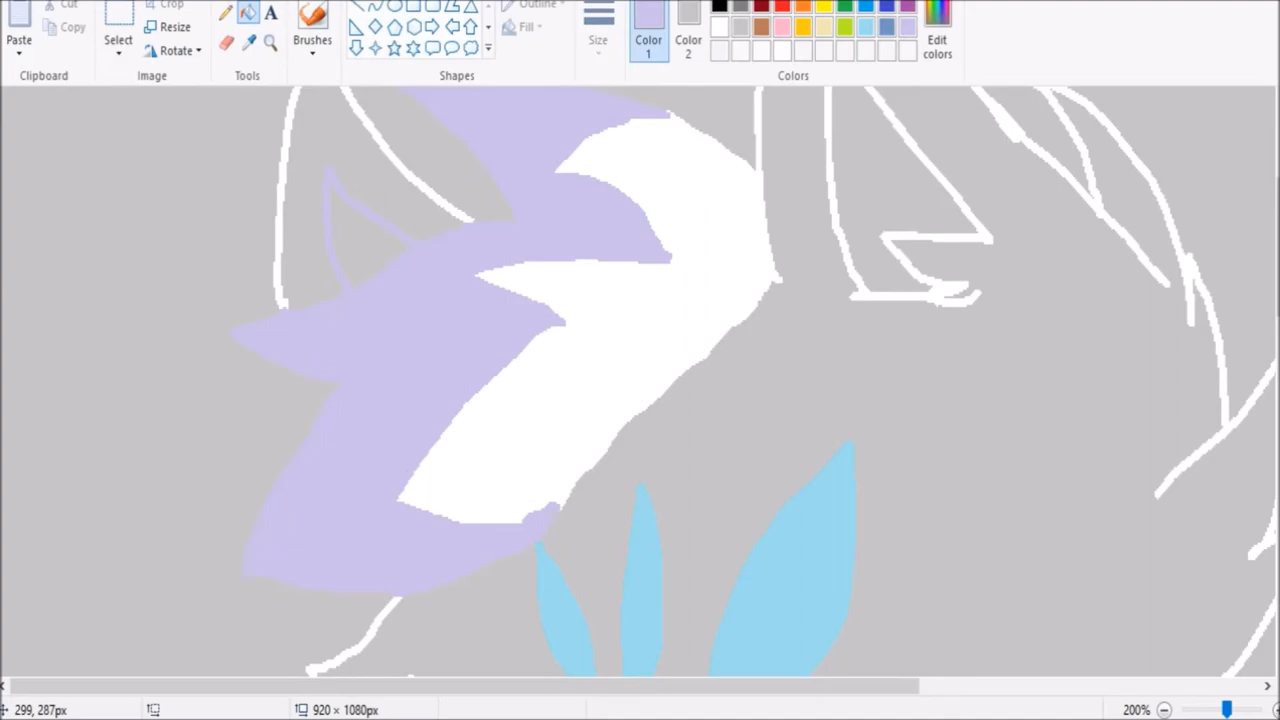 Cut
Crop
Outline
Paste
Copy
Select
Resize
Rotate
A
Brushes
Fill
Size
Color
1
Color
2
Edit
colors
Clipboard
Image
Tools
Shapes
Colors
299, 287px
920 × 1080px
200%